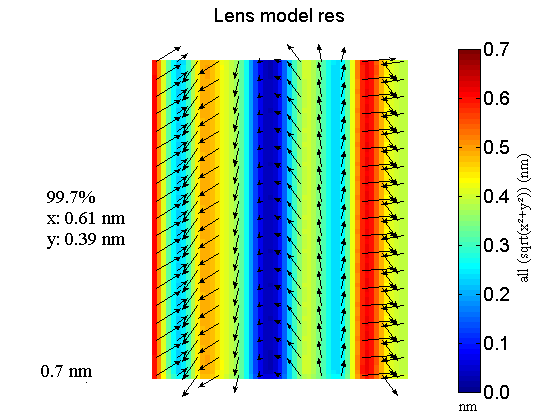 Lens model res
99.7%
x: 0.61 nm
y: 0.39 nm
0.7 nm
0.7
0.6
0.5
0.4
0.3
0.2
0.1
0.0
nm
all (sqrt(x²+y²)) (nm)